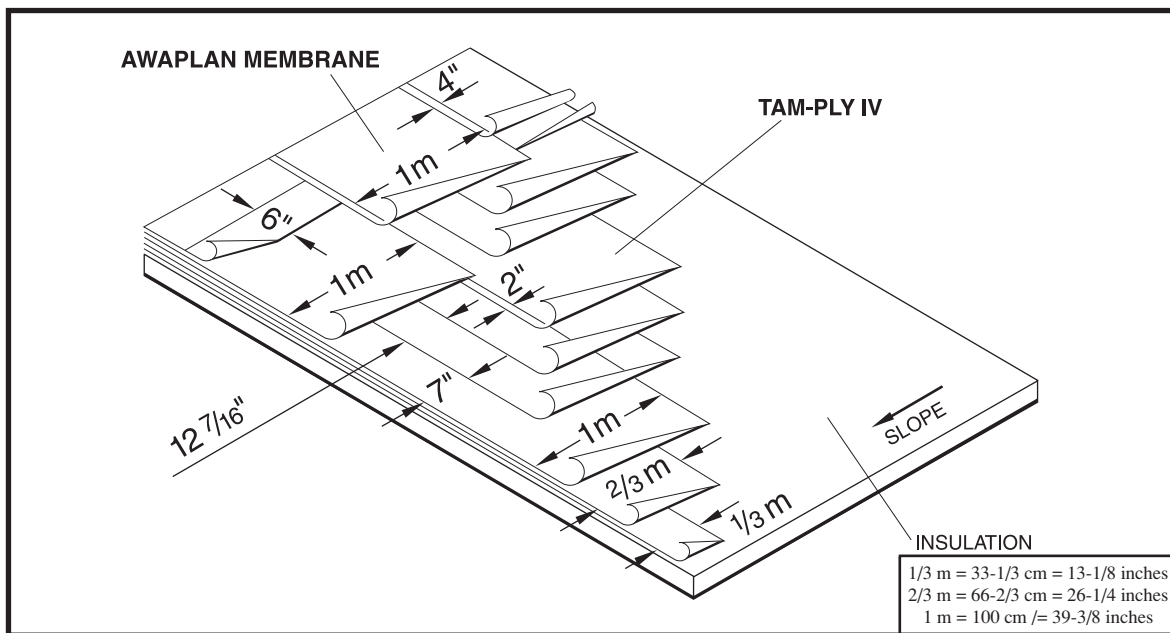 AWAPLAN MEMBRANE
4"
TAM-PLY IV
1m
6"
1m
2"
12 7/16"
7"
1m
SLOPE
2/3 m
1/3 m
INSULATION
1/3 m = 33-1/3 cm = 13-1/8 inches
2/3 m = 66-2/3 cm = 26-1/4 inches
1 m = 100 cm /= 39-3/8 inches